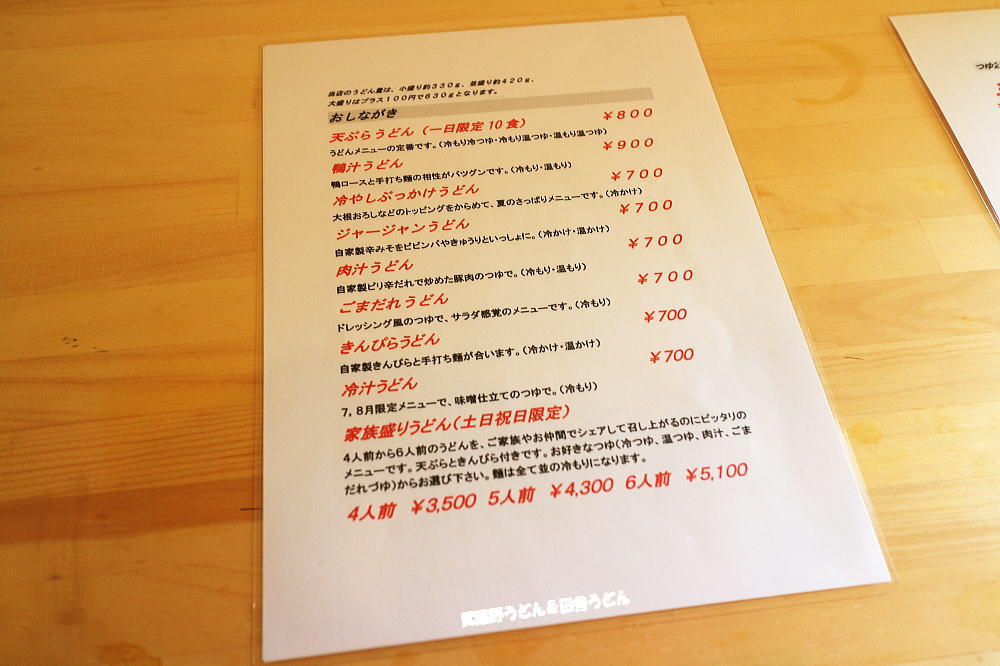 当店のうどん量は、小盛り約３３０ｇ、並盛り約４２０ｇ、
大盛りはプラス１００円で６３０ｇとなります。
おしながき
天ぷらうどん（一日限定10食） ￥８００
うどんメニューの定番です。（冷もり冷つゆ・冷もり温つゆ・温もり温つゆ）
鴨汁うどん ￥９００
鴨ロースと手打ち麺の相性がバツグンです。（冷もり・温もり）
冷やしぶっかけうどん ￥７００
大根おろしなどのトッピングをからめて、夏のさっぱりメニューです。（冷かけ）
ジャージャンうどん ￥７００
自家製辛みそをビビンバやきゅうりといっしょに。（冷かけ・温かけ）
肉汁うどん ￥７００
自家製ピリ辛だれで炒めた豚肉のつゆで。（冷もり・温もり）
ごまだれうどん ￥７００
ドレッシング風のつゆで、サラダ感覚のメニューです。（冷もり）
きんぴらうどん ￥700
自家製きんぴらと手打ち麺が合います。（冷かけ・温かけ）
冷汁うどん ￥700
7，8月限定メニューで、味噌仕立てのつゆで。（冷もり）
家族盛りうどん（土日祝日限定）
4人前から6人前のうどんを、ご家族やお仲間でシェアして召し上がるのにピッタリの
メニューです。天ぷらときんぴら付きです。お好きなつゆ（冷つゆ、温つゆ、肉汁、ごま
だれづゆ）からお選び下さい。麺は全て並の冷もりになります。
4人前 ￥3,500 5人前 ￥4,300 6人前 ￥5,100
うどん＆田舎うどん
つゆ